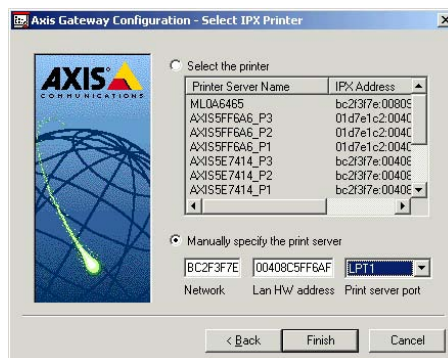 Axis Gateway Configuration - Select IPX Printer
AXIS
COMMUNICATIONS
Select the printer
Printer Server Name IPX Address
ML0A6465 bc2f3f7e:00805
AXIS5FF6A6_P3 01d7e1c2:0040
AXIS5FF6A6_P2 01d7e1c2:0040
AXIS5FF6A6_P1 01d7e1c2:0040
AXIS5E7414_P3 bc2f3f7e:00408
AXIS5E7414_P2 bc2f3f7e:00408
AXIS5E7414_P1 bc2f3f7e:00408
Manually specify the print server
BC2F3F7E 00408C5FF6AF LPT1
Network Lan HW address Print server port
< Back Finish Cancel